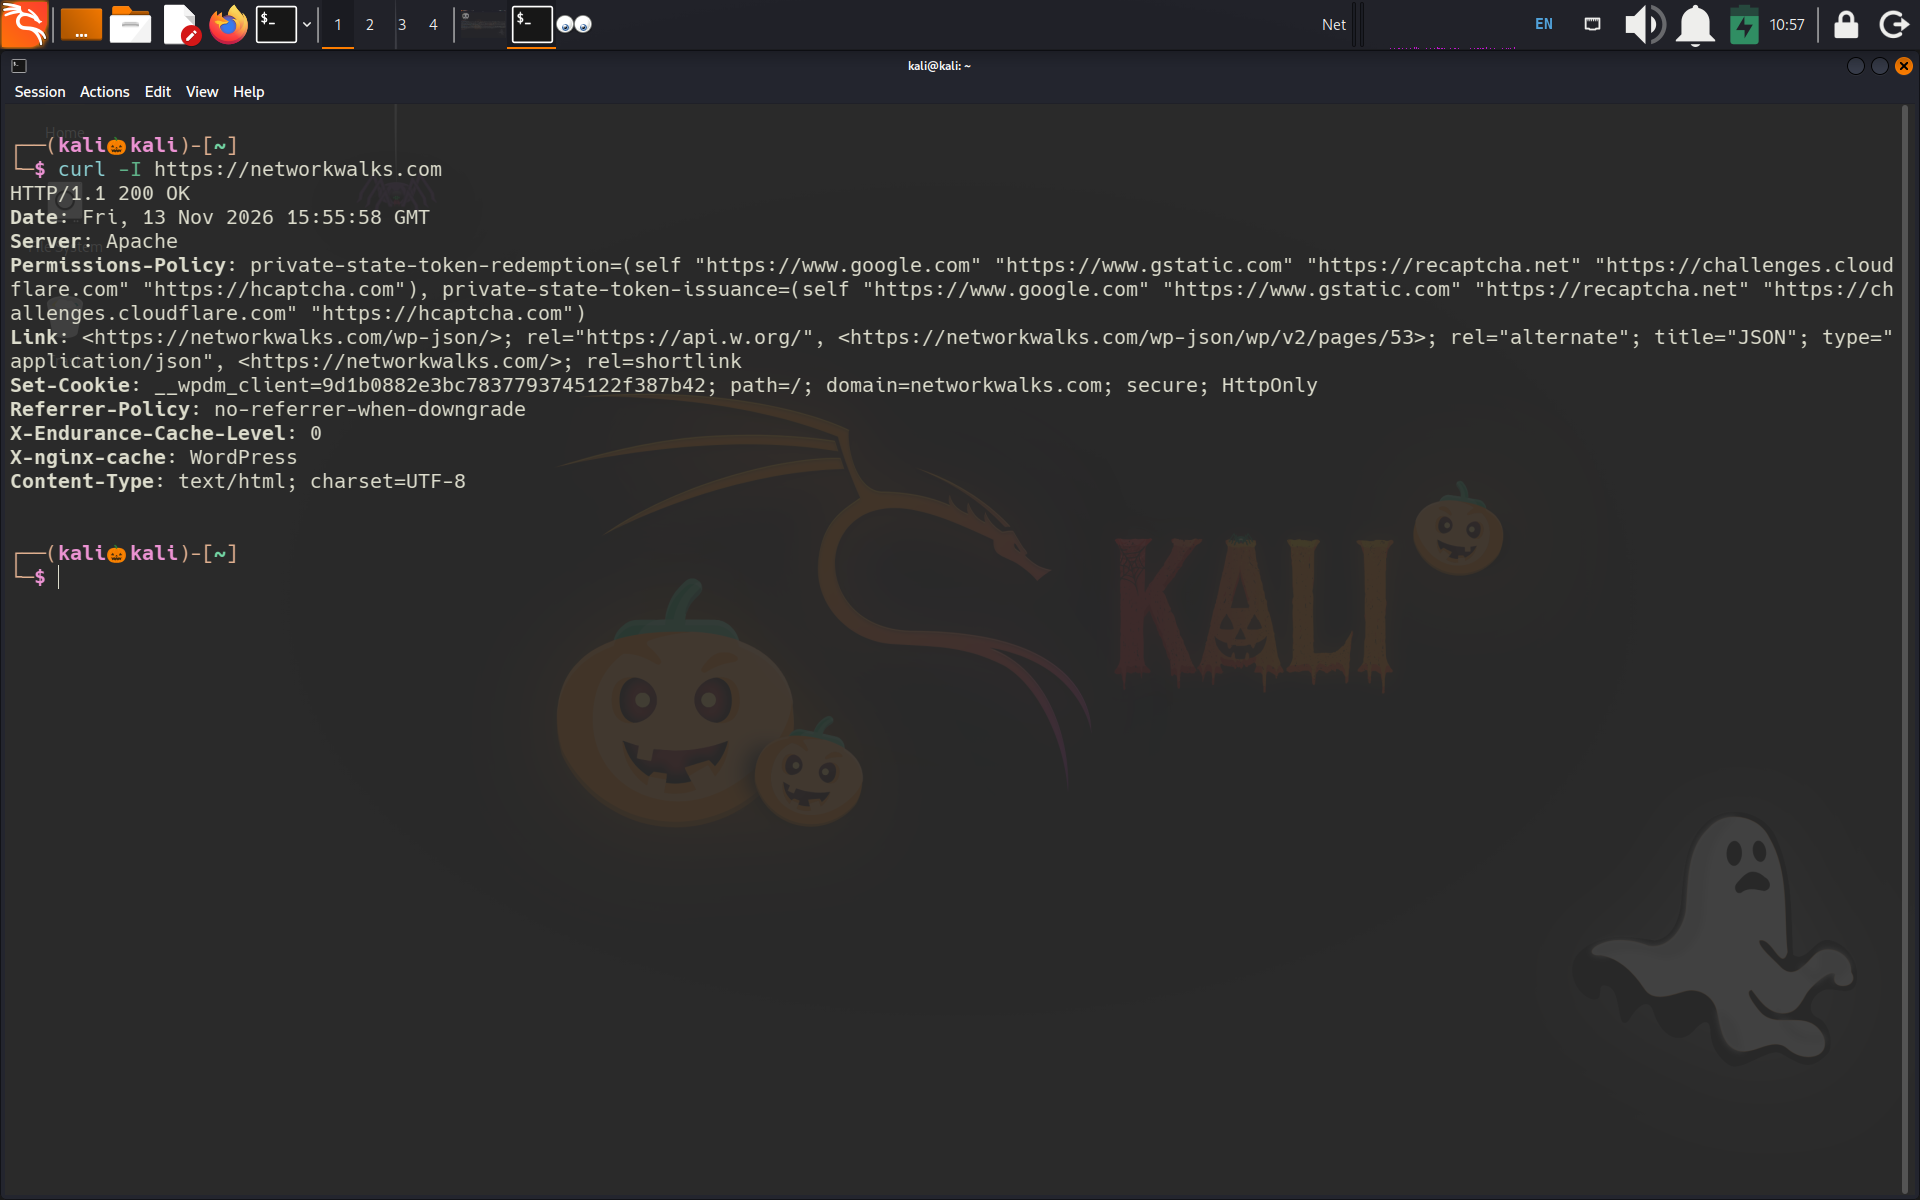 1 2 3 4 Net EN 10:57
kali@kali: ~
Session Actions Edit View Help
Home
┌──(kali🎃kali)-[~]
└─$ curl -I https://networkwalks.com
HTTP/1.1 200 OK
Date: Fri, 13 Nov 2026 15:55:58 GMT
Server: Apache
Permissions-Policy: private-state-token-redemption=(self "https://www.google.com" "https://www.gstatic.com" "https://recaptcha.net" "https://challenges.cloud
flare.com" "https://hcaptcha.com"), private-state-token-issuance=(self "https://www.google.com" "https://www.gstatic.com" "https://recaptcha.net" "https://ch
allenges.cloudflare.com" "https://hcaptcha.com")
Link: <https://networkwalks.com/wp-json/>; rel="https://api.w.org/", <https://networkwalks.com/wp-json/wp/v2/pages/53>; rel="alternate"; title="JSON"; type="
application/json", <https://networkwalks.com/>; rel=shortlink
Set-Cookie: __wpdm_client=9d1b0882e3bc7837793745122f387b42; path=/; domain=networkwalks.com; secure; HttpOnly
Referrer-Policy: no-referrer-when-downgrade
X-Endurance-Cache-Level: 0
X-nginx-cache: WordPress
Content-Type: text/html; charset=UTF-8
┌──(kali🎃kali)-[~]
└─$
KALI